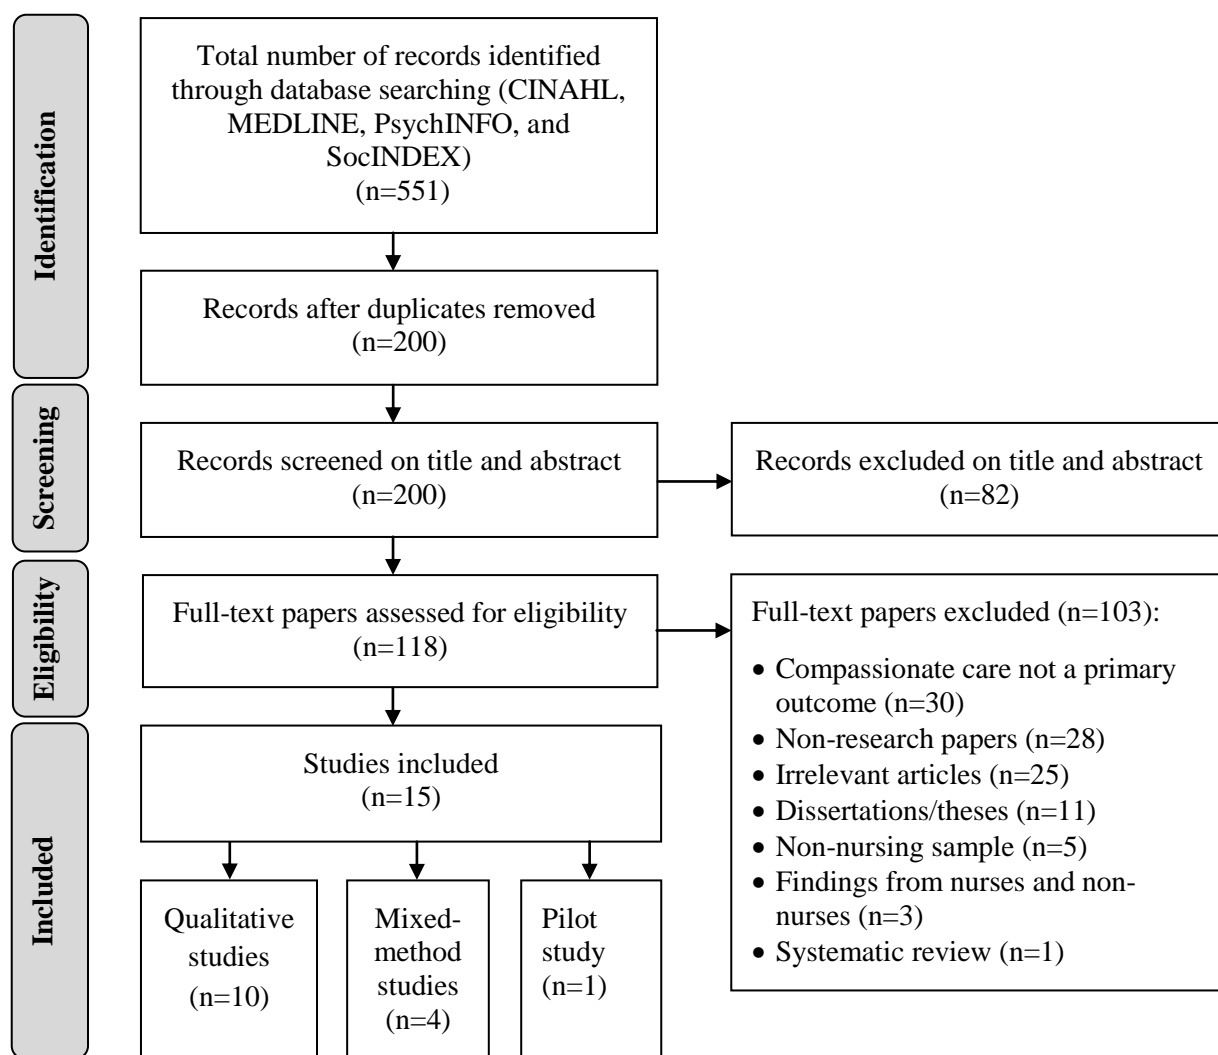 Identification
Total number of records identified
through database searching (CINAHL,
MEDLINE, PsychINFO, and
SocINDEX)
(n=551)
Records after duplicates removed
(n=200)
Screening
Records screened on title and abstract
(n=200)
Records excluded on title and abstract
(n=82)
Eligibility
Full-text papers assessed for eligibility
(n=118)
Full-text papers excluded (n=103):
• Compassionate care not a primary
outcome (n=30)
• Non-research papers (n=28)
• Irrelevant articles (n=25)
• Dissertations/theses (n=11)
• Non-nursing sample (n=5)
• Findings from nurses and non-
nurses (n=3)
• Systematic review (n=1)
Included
Studies included
(n=15)
Qualitative
studies
(n=10)
Mixed-
method
studies
(n=4)
Pilot
study
(n=1)